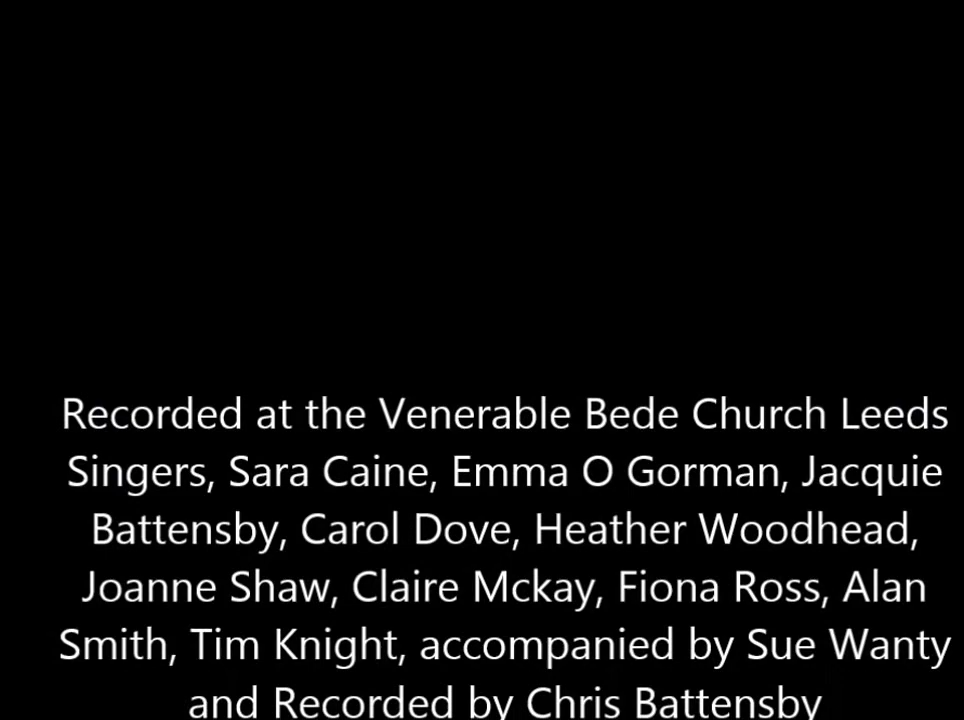 Recorded at the Venerable Bede Church Leeds
Singers, Sara Caine, Emma O Gorman, Jacquie
Battensby, Carol Dove, Heather Woodhead,
Joanne Shaw, Claire Mckay, Fiona Ross, Alan
Smith, Tim Knight, accompanied by Sue Wanty
and Recorded by Chris Battensby